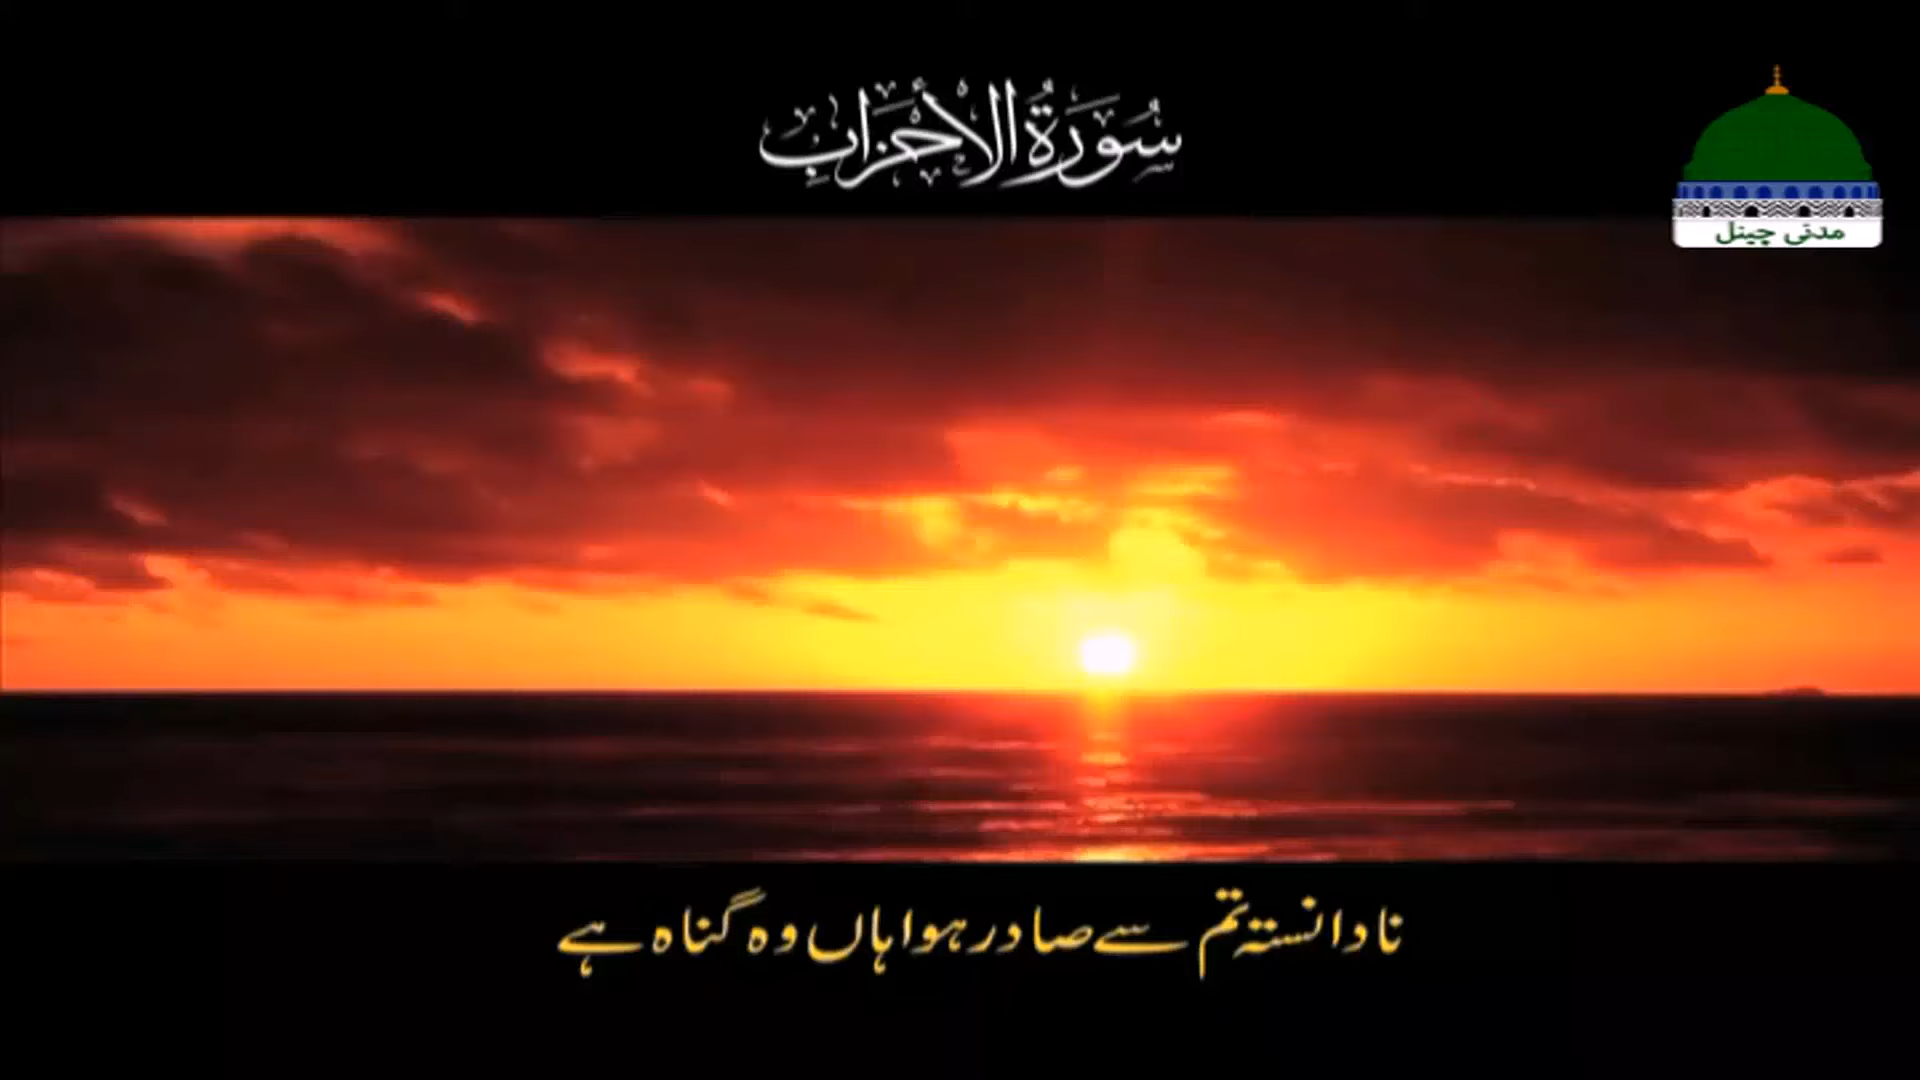 سُوْرَةُ الْأَحْزَابِ
مدنی چینل
نادانستہ تم سے صادر ہوا ہاں وہ گناہ ہے